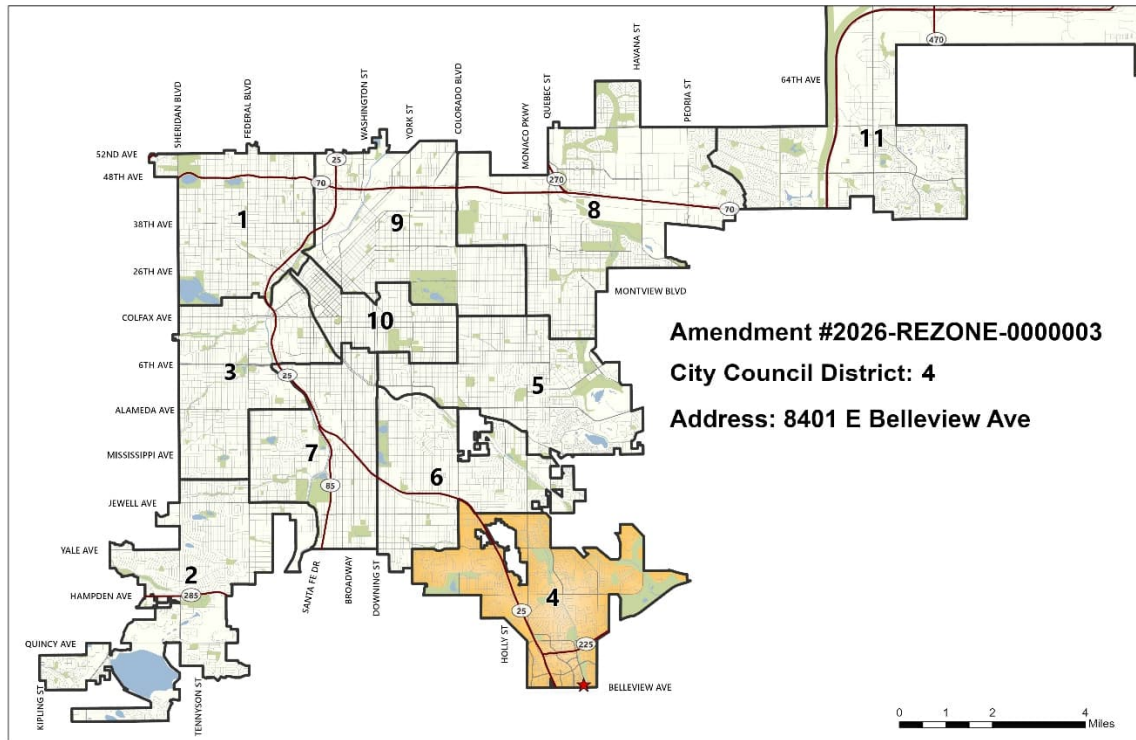 HAVANA ST
470
64TH AVE
SHERIDAN BLVD
FEDERAL BLVD
WASHINGTON ST
YORK ST
COLORADO BLVD
MONACO PKWY
QUEBEC ST
PEORIA ST
11
52ND AVE
25
48TH AVE
70
270
70
1
9
8
38TH AVE
26TH AVE
MONTVIEW BLVD
COLFAX AVE
10
Amendment #2026-REZONE-0000003
City Council District: 4
Address: 8401 E Belleview Ave
6TH AVE
3
25
5
ALAMEDA AVE
7
MISSISSIPPI AVE
6
85
JEWELL AVE
YALE AVE
2
SANTA FE DR
BROADWAY
DOWNING ST
HAMPDEN AVE
285
4
25
HOLLY ST
225
QUINCY AVE
KIPLING ST
TENNYSON ST
BELLEVIEW AVE
0 1 2 4
Miles